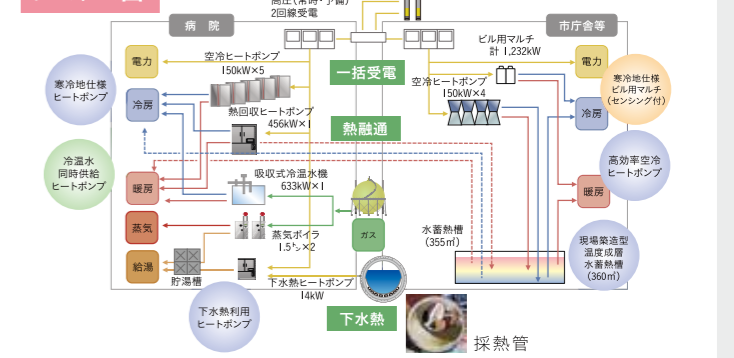 高圧(常時・予備)
2回線受電
病 院
市庁舎等
電力
空冷ヒートポンプ
150kW×5
一括受電
ビル用マルチ
計 1,232kW
電力
寒冷地仕様
ヒートポンプ
冷房
熱回収ヒートポンプ
456kW×1
熱融通
空冷ヒートポンプ
150kW×4
冷房
寒冷地仕様
ビル用マルチ
(センシング付)
冷温水
同時供給
ヒートポンプ
暖房
吸収式冷温水機
633kW×1
暖房
高効率空冷
ヒートポンプ
蒸気
蒸気ボイラ
1.5㌧×2
ガス
水蓄熱槽
(355㎥)
現場築造型
温度成層
水蓄熱槽
(360㎥)
給湯
貯湯槽
下水熱ヒートポンプ
14kW
下水熱利用
ヒートポンプ
下水熱
採熱管